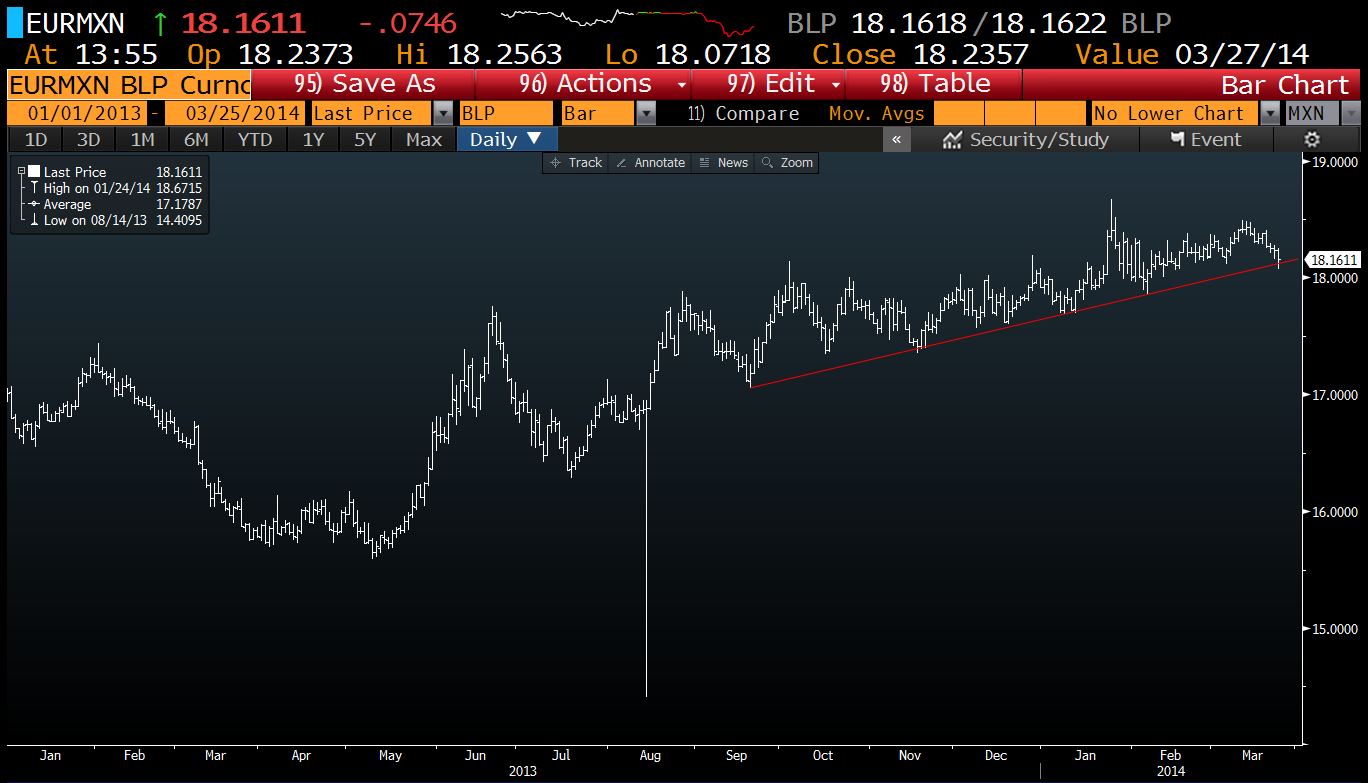 EURMXN ↑ 18.1611 -.0746 BLP 18.1618/18.1622 BLP
At 13:55 Op 18.2373 Hi 18.2563 Lo 18.0718 Close 18.2357 Value 03/27/14
EURMXN BLP Curnc 95) Save As 96) Actions 97) Edit 98) Table Bar Chart
01/01/2013 - 03/25/2014 Last Price BLP Bar 11) Compare Mov. Avgs No Lower Chart MXN
1D 3D 1M 6M YTD 1Y 5Y Max Daily ▼ « Security/Study Event
Track Annotate News Zoom
Last Price 18.1611
High on 01/24/14 18.6715
Average 17.1787
Low on 08/14/13 14.4095
19.0000
18.1611
18.0000
17.0000
16.0000
15.0000
Jan Feb Mar Apr May Jun Jul Aug Sep Oct Nov Dec Jan Feb Mar
2013 2014